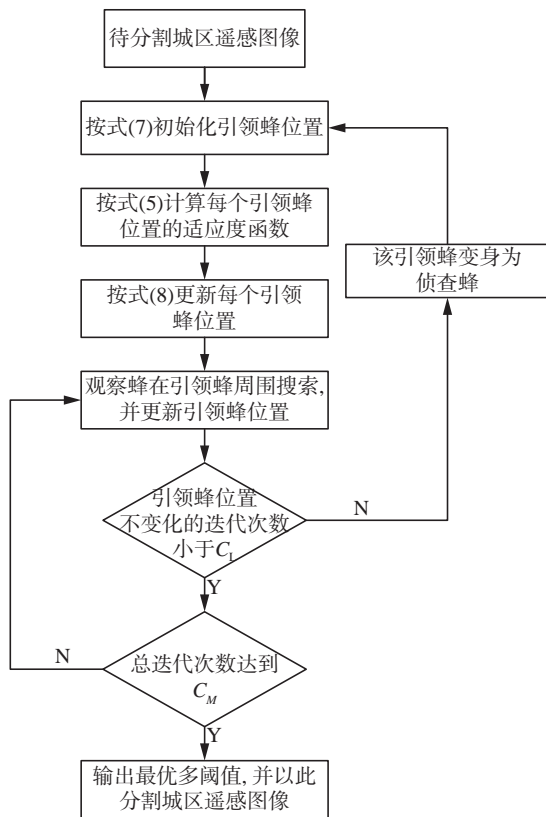 待分割城区遥感图像
按式(7)初始化引领蜂位置
按式(5)计算每个引领蜂
位置的适应度函数
该引领蜂变身为
侦查蜂
按式(8)更新每个引领
蜂位置
观察蜂在引领蜂周围搜索,
并更新引领蜂位置
引领蜂位置
不变化的迭代次数
小于C_L
N
Y
总迭代次数达到
C_M
N
Y
输出最优多阈值, 并以此
分割城区遥感图像